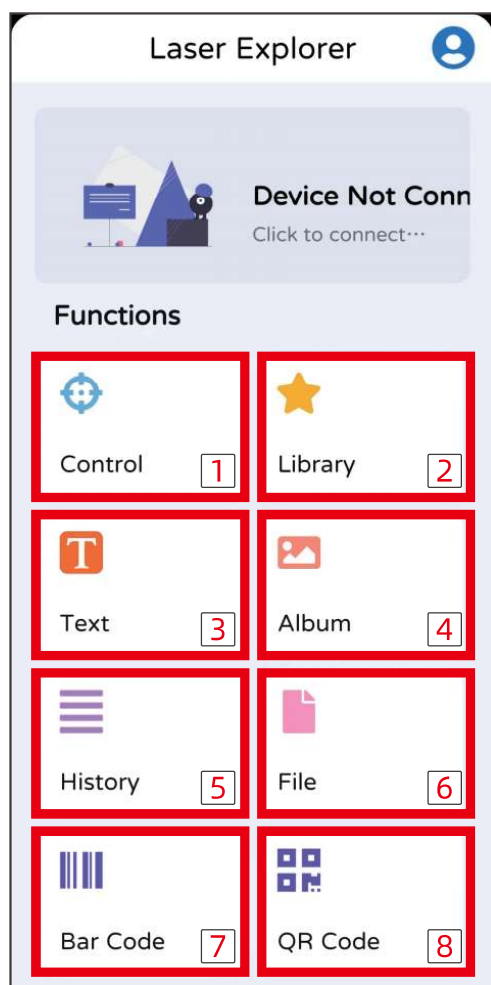 Laser Explorer
Device Not Conn
Click to connect···
Functions
Control 1
Library 2
T
Text 3
Album 4
History 5
File 6
Bar Code 7
QR Code 8